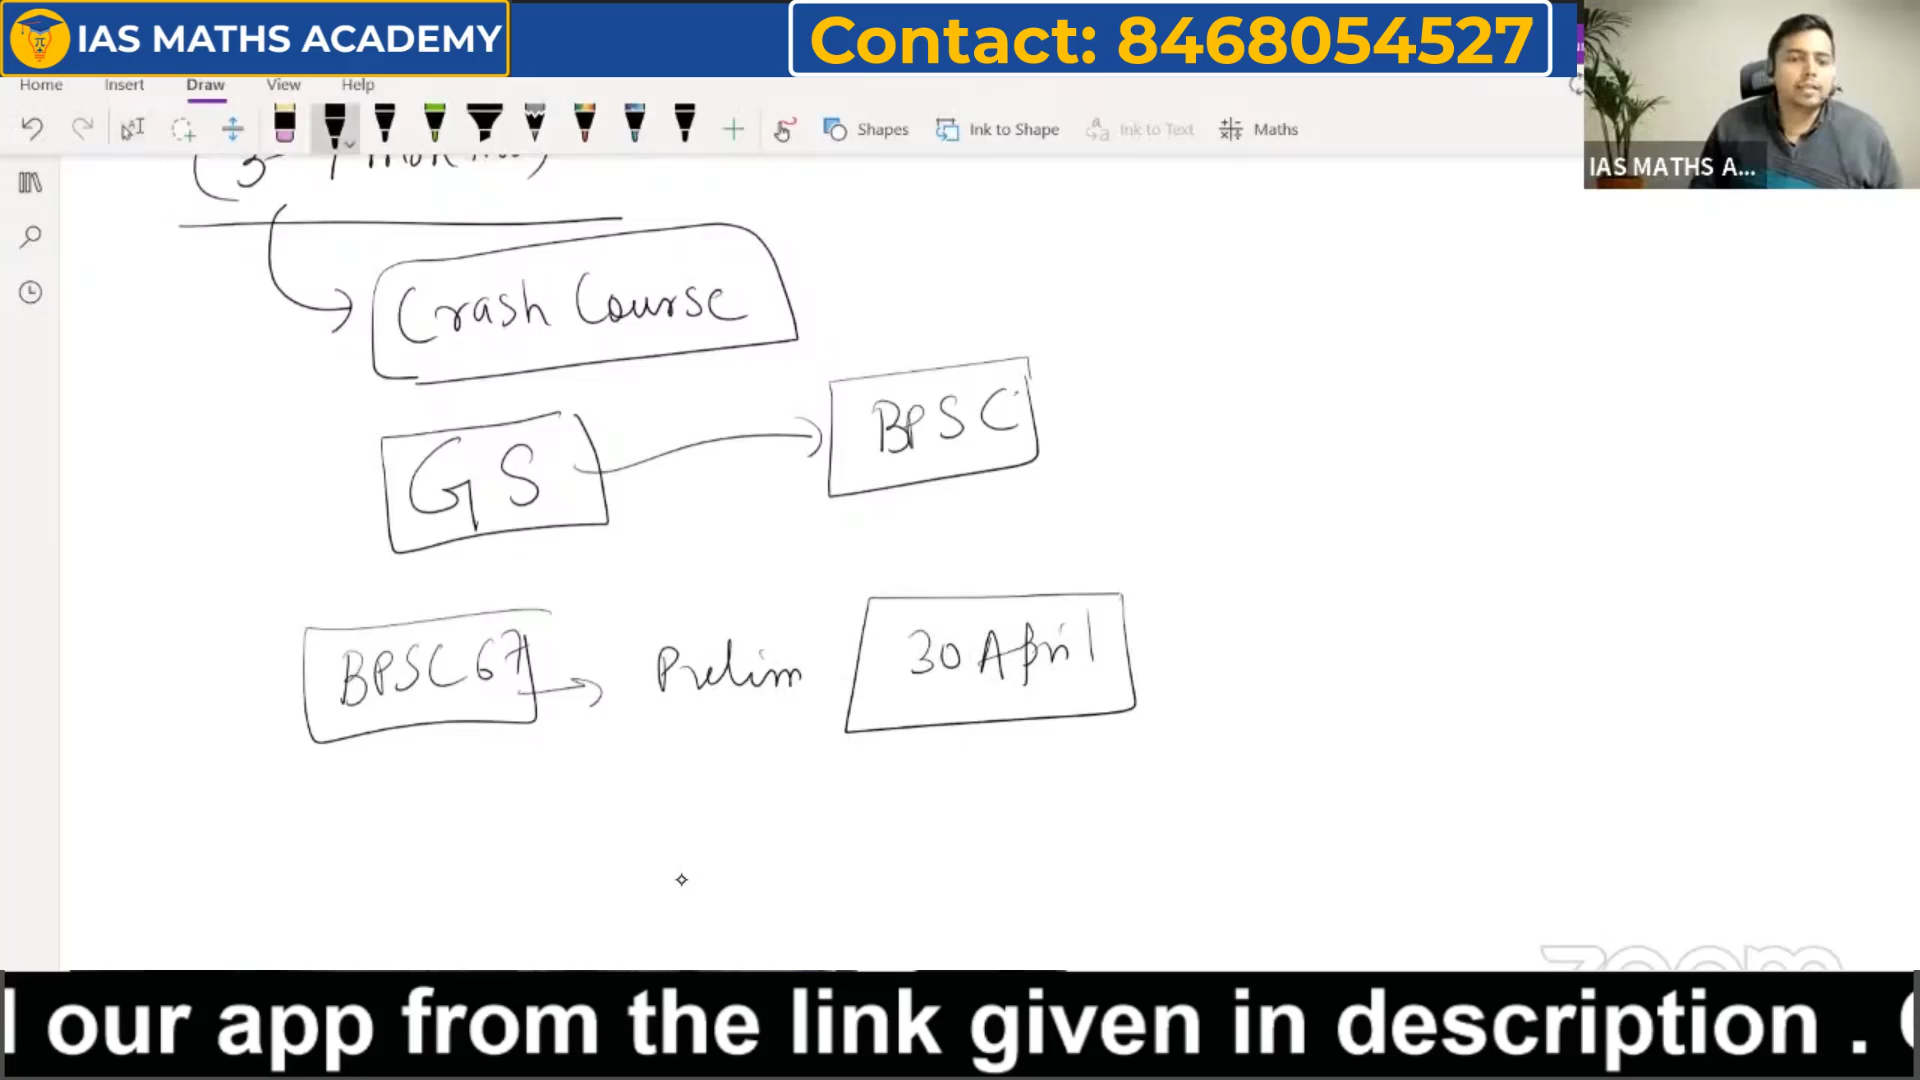 IAS MATHS ACADEMY
Contact: 8468054527
Home Insert Draw View Help
Shapes Ink to Shape Ink to Text Maths
IAS MATHS A...
Crash Course
GS BPSC
BPSC 67 Prelim 30 April
zoom
our app from the link given in description .